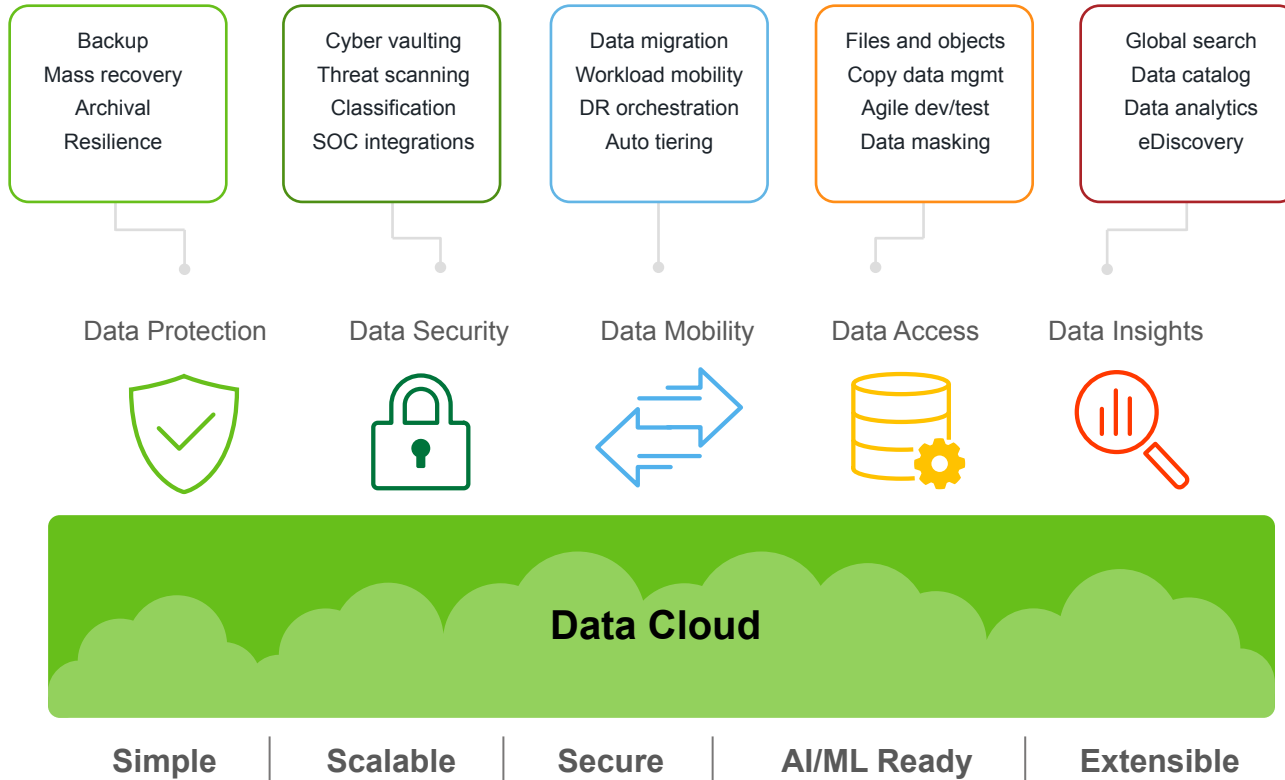 Backup
Mass recovery
Archival
Resilience
Cyber vaulting
Threat scanning
Classification
SOC integrations
Data migration
Workload mobility
DR orchestration
Auto tiering
Files and objects
Copy data mgmt
Agile dev/test
Data masking
Global search
Data catalog
Data analytics
eDiscovery
Data Protection
Data Security
Data Mobility
Data Access
Data Insights
Data Cloud
Simple
Scalable
Secure
AI/ML Ready
Extensible